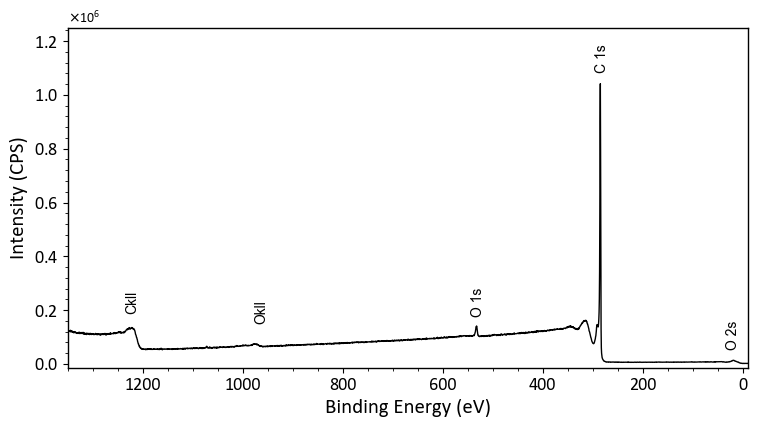 ×10⁶
1.2
1.0
0.8
0.6
0.4
0.2
0.0
Intensity (CPS)
CkII
OkII
O 1s
C 1s
O 2s
1200
1000
800
600
400
200
0
Binding Energy (eV)